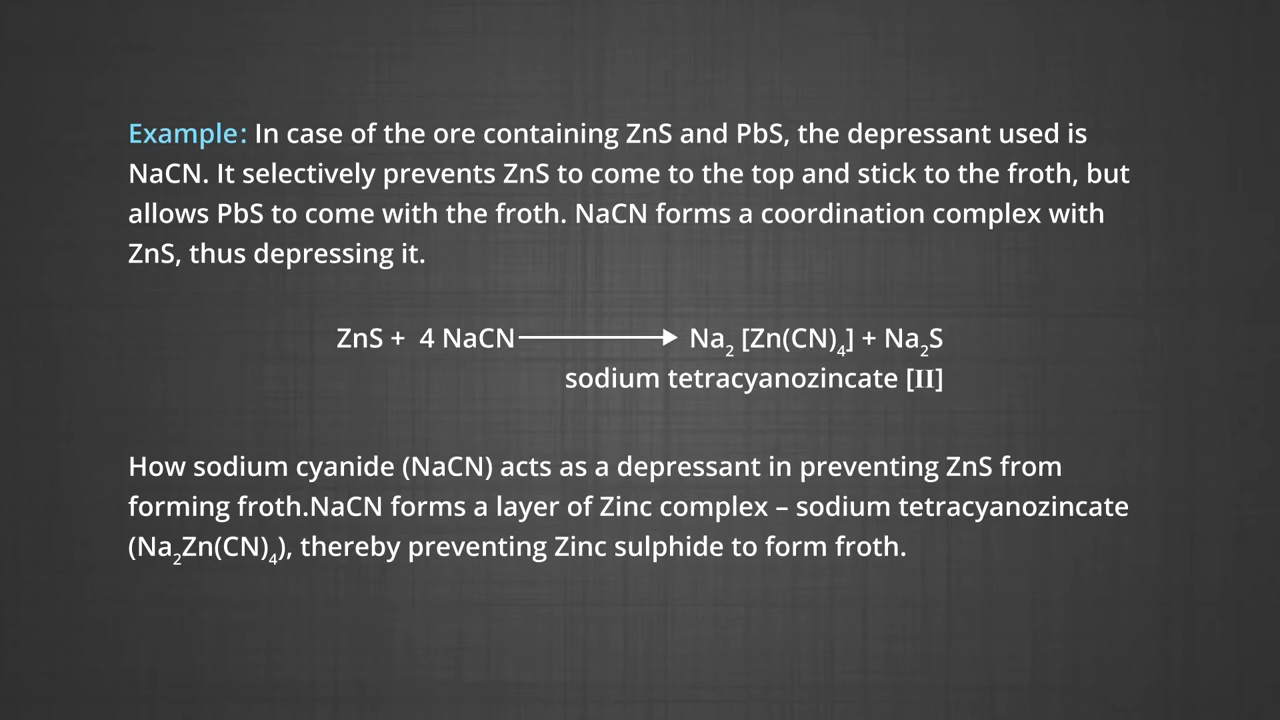 Example: In case of the ore containing ZnS and PbS, the depressant used is
NaCN. It selectively prevents ZnS to come to the top and stick to the froth, but
allows PbS to come with the froth. NaCN forms a coordination complex with
ZnS, thus depressing it.
ZnS + 4 NaCN ⟶ Na₂ [Zn(CN)₄] + Na₂S
sodium tetracyanozincate [II]
How sodium cyanide (NaCN) acts as a depressant in preventing ZnS from
forming froth.NaCN forms a layer of Zinc complex – sodium tetracyanozincate
(Na₂Zn(CN)₄), thereby preventing Zinc sulphide to form froth.